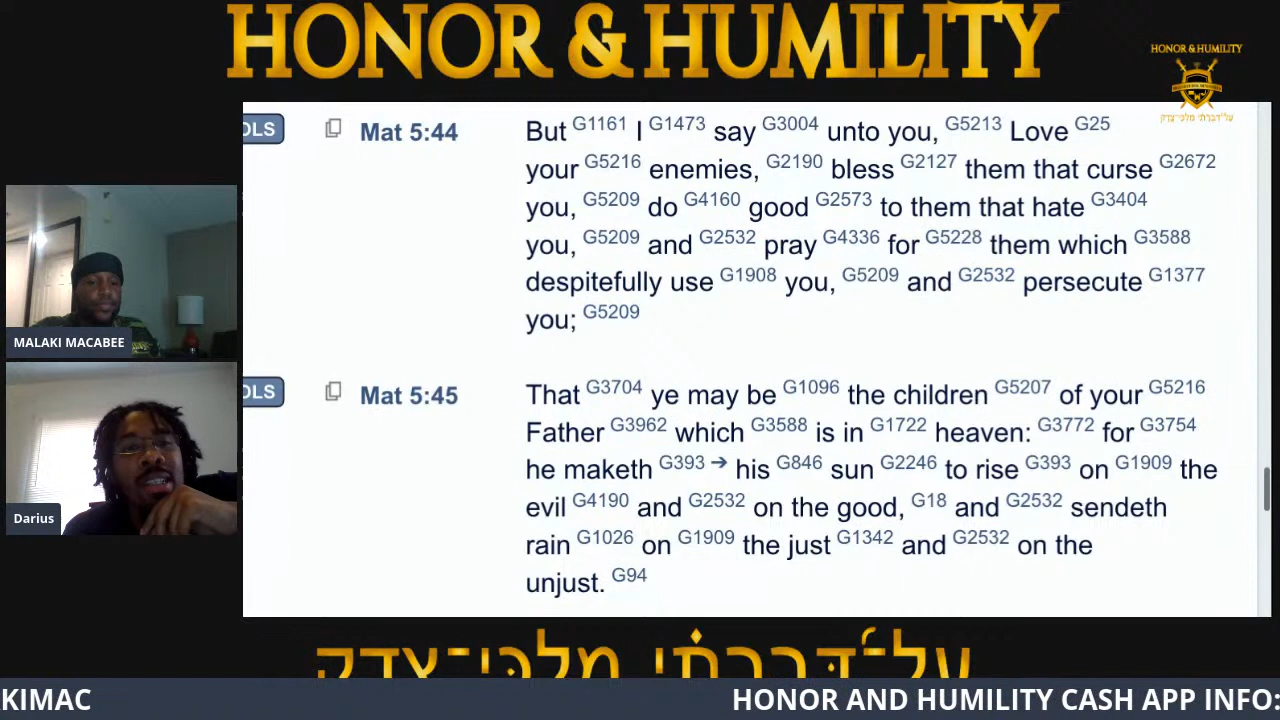 HONOR & HUMILITY
HONOR & HUMILITY
על־דברתי מלכי־צדק
OLS
Mat 5:44
But G1161 I G1473 say G3004 unto you, G5213 Love G25
your G5216 enemies, G2190 bless G2127 them that curse G2672
you, G5209 do G4160 good G2573 to them that hate G3404
you, G5209 and G2532 pray G4336 for G5228 them which G3588
despitefully use G1908 you, G5209 and G2532 persecute G1377
you; G5209
OLS
Mat 5:45
That G3704 ye may be G1096 the children G5207 of your G5216
Father G3962 which G3588 is in G1722 heaven: G3772 for G3754
he maketh G393 → his G846 sun G2246 to rise G393 on G1909 the
evil G4190 and G2532 on the good, G18 and G2532 sendeth
rain G1026 on G1909 the just G1342 and G2532 on the
unjust. G94
MALAKI MACABEE
Darius
על־דִּבְרָתִ֗י מַלְכִּי־צֶדֶק
KIMAC
HONOR AND HUMILITY CASH APP INFO: